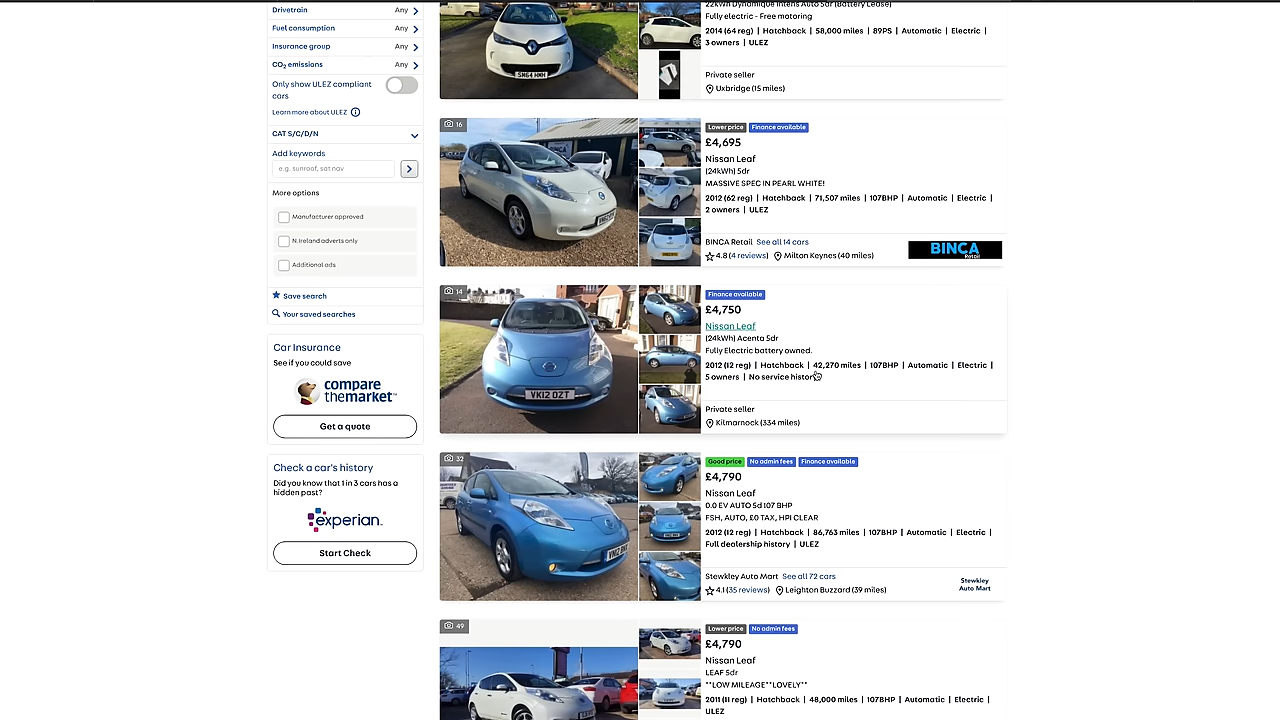 Drivetrain Any
Fuel consumption Any
Insurance group Any
CO2 emissions Any
Only show ULEZ compliant
cars
Learn more about ULEZ
CAT S/C/D/N
Add keywords
e.g. sunroof, sat nav
More options
Manufacturer approved
N.Ireland adverts only
Additional ads
Save search
Your saved searches
Car Insurance
See if you could save
compare
themarket™
Get a quote
Check a car's history
Did you know that 1 in 3 cars has a
hidden past?
experian.
Start Check
SN64 HMH
22kWh Dynamique Intens Auto 5dr (Battery Lease)
Fully electric - Free motoring
2014 (64 reg) | Hatchback | 58,000 miles | 89PS | Automatic | Electric |
3 owners | ULEZ
Private seller
Uxbridge (15 miles)
16
Lower price Finance available
£4,695
Nissan Leaf
(24kWh) 5dr
MASSIVE SPEC IN PEARL WHITE!
2012 (62 reg) | Hatchback | 71,507 miles | 107BHP | Automatic | Electric |
2 owners | ULEZ
BINCA Retail See all 14 cars
4.8 (4 reviews) Milton Keynes (40 miles)
BINCA
Retail
14
VK12 OZT
Finance available
£4,750
Nissan Leaf
(24kWh) Acenta 5dr
Fully Electric battery owned.
2012 (12 reg) | Hatchback | 42,270 miles | 107BHP | Automatic | Electric |
5 owners | No service history
Private seller
Kilmarnock (334 miles)
32
Good price No admin fees Finance available
£4,790
Nissan Leaf
0.0 EV AUTO 5d 107 BHP
FSH, AUTO, £0 TAX, HPI CLEAR
2012 (12 reg) | Hatchback | 86,763 miles | 107BHP | Automatic | Electric |
Full dealership history | ULEZ
Stewkley Auto Mart See all 72 cars
4.1 (35 reviews) Leighton Buzzard (39 miles)
Stewkley
Auto Mart
49
Lower price No admin fees
£4,790
Nissan Leaf
LEAF 5dr
**LOW MILEAGE**LOVELY**
2011 (11 reg) | Hatchback | 48,000 miles | 107BHP | Automatic | Electric |
ULEZ